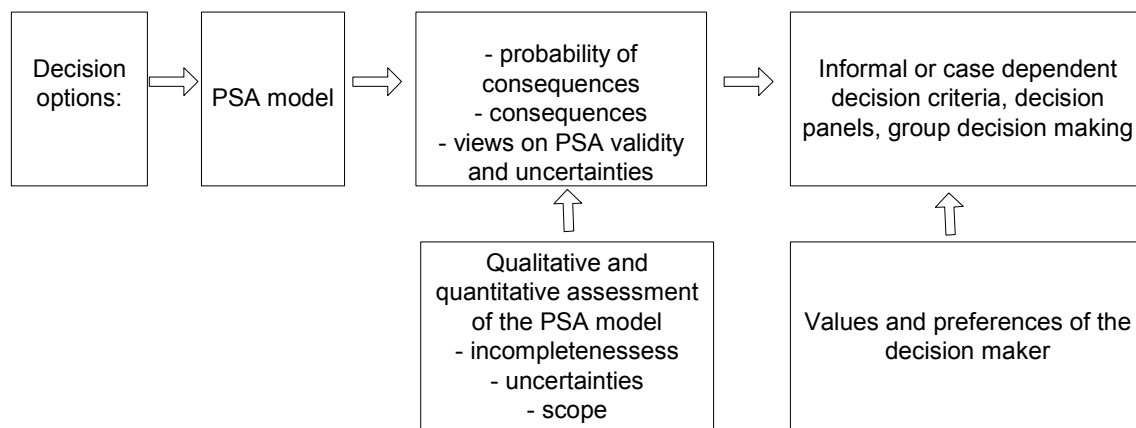 Decision
options:
PSA model
- probability of
consequences
- consequences
- views on PSA validity
and uncertainties
Informal or case dependent
decision criteria, decision
panels, group decision making
Qualitative and
quantitative assessment
of the PSA model
- incompletenessess
- uncertainties
- scope
Values and preferences of the
decision maker